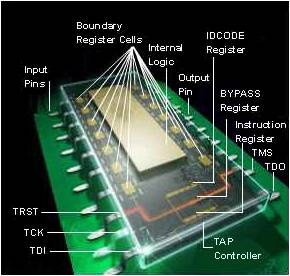 Boundary
Register Cells
Internal
Logic
IDCODE
Register
Input
Pins
Output
Pin
BYPASS
Register
Instruction
Register
TMS
TDO
TRST
TCK
TDI
TAP
Controller